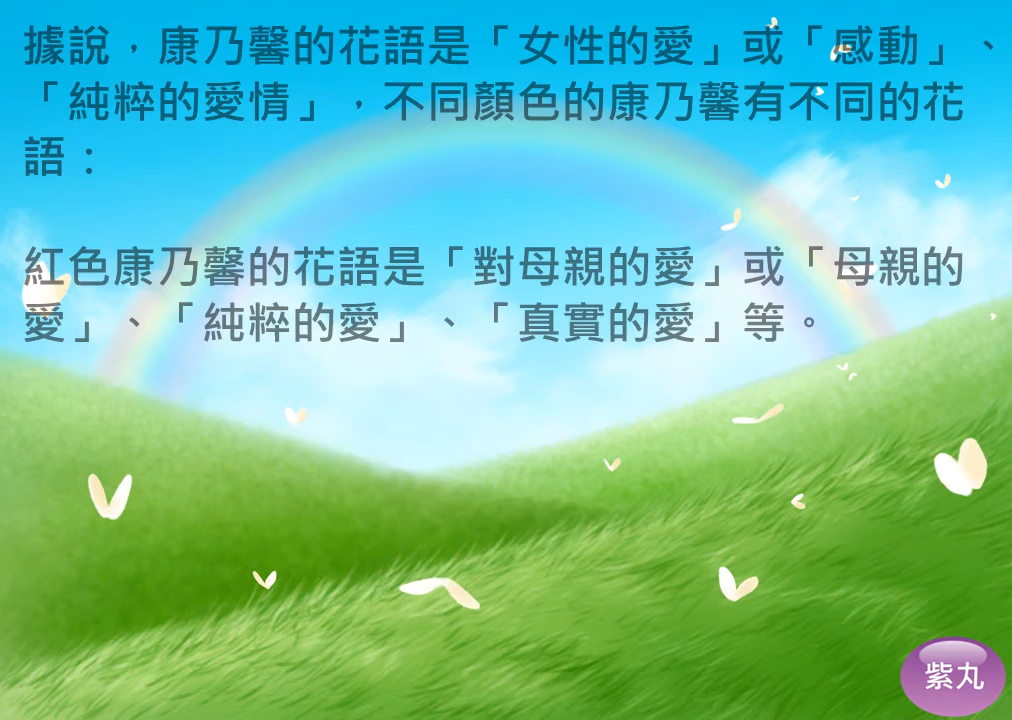 據說，康乃馨的花語是「女性的愛」或「感動」、
「純粹的愛情」，不同顏色的康乃馨有不同的花
語：
紅色康乃馨的花語是「對母親的愛」或「母親的
愛」、「純粹的愛」、「真實的愛」等。
紫丸